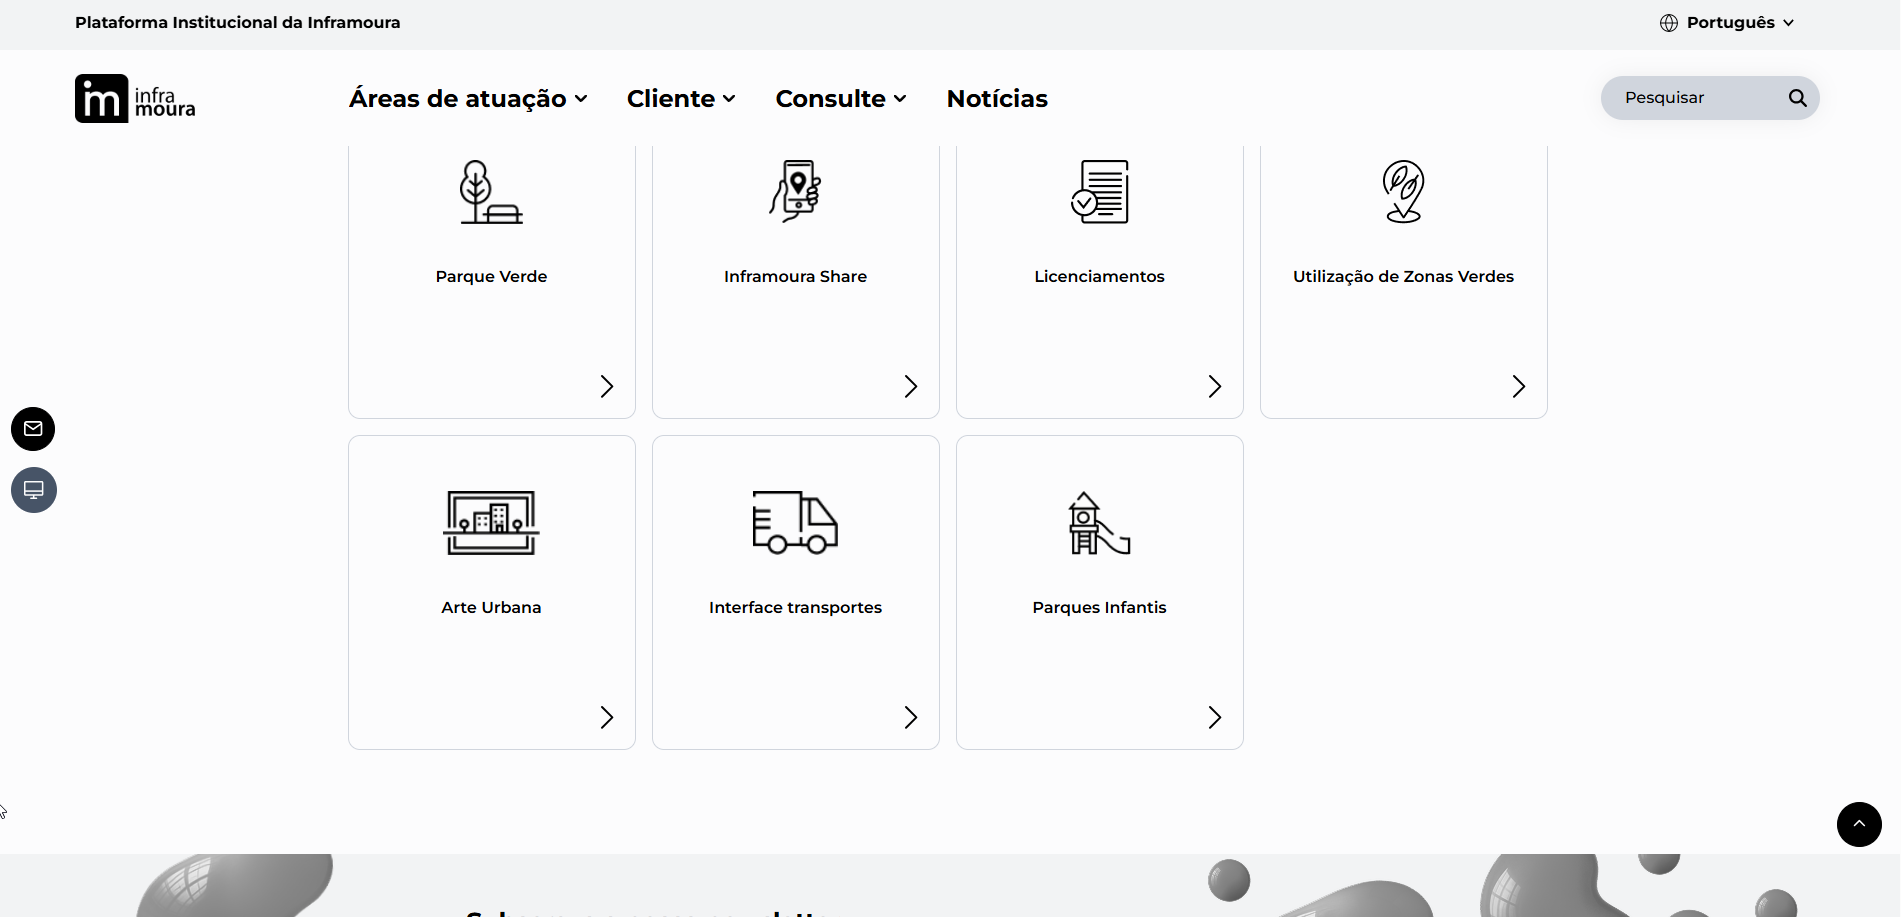 Plataforma Institucional da Inframoura
Português
im infra
moura
Áreas de atuação
Cliente
Consulte
Notícias
Pesquisar
Parque Verde
Inframoura Share
Licenciamentos
Utilização de Zonas Verdes
Arte Urbana
Interface transportes
Parques Infantis